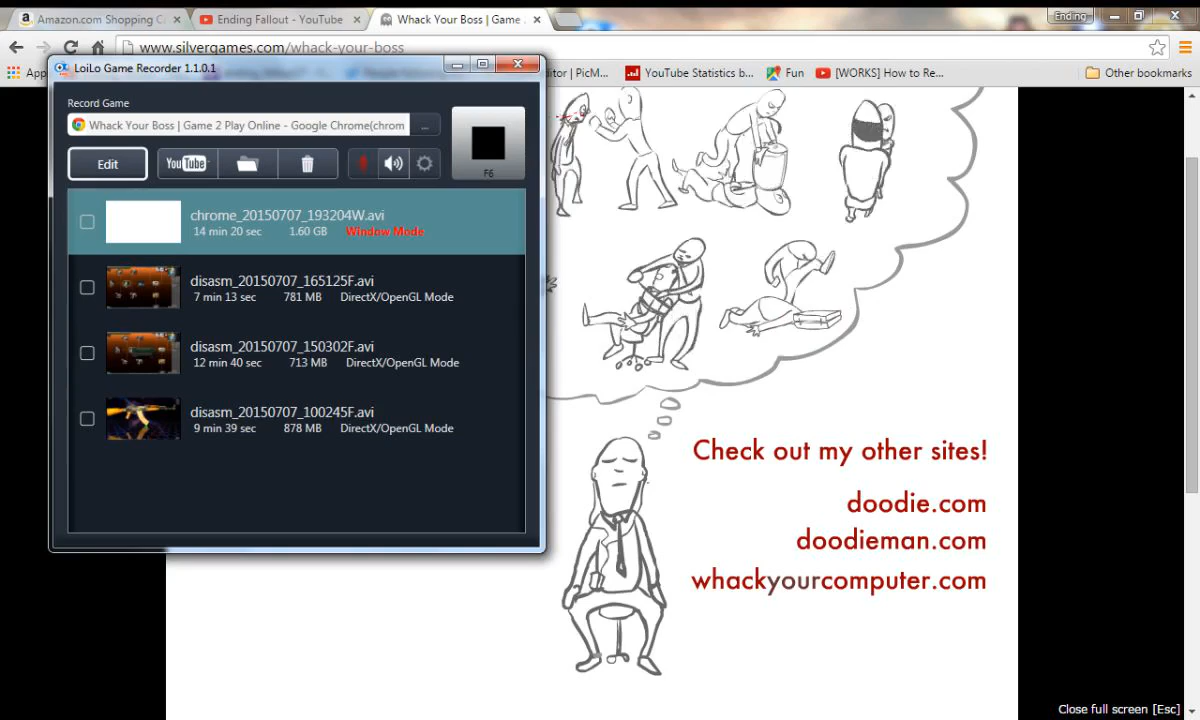 Amazon.com Shopping C
Ending Fallout - YouTube
Whack Your Boss | Game
Ending
www.silvergames.com/whack-your-boss
App
ditor | PicM...
YouTube Statistics b...
Fun
[WORKS] How to Re...
Other bookmarks
LoiLo Game Recorder 1.1.0.1
Record Game
Whack Your Boss | Game 2 Play Online - Google Chrome(chrom
...
Edit
YouTube
F6
chrome_20150707_193204W.avi
14 min 20 sec 1.60 GB Window Mode
disasm_20150707_165125F.avi
7 min 13 sec 781 MB DirectX/OpenGL Mode
disasm_20150707_150302F.avi
12 min 40 sec 713 MB DirectX/OpenGL Mode
disasm_20150707_100245F.avi
9 min 39 sec 878 MB DirectX/OpenGL Mode
Check out my other sites!
doodie.com
doodieman.com
whackyourcomputer.com
Close full screen [Esc]